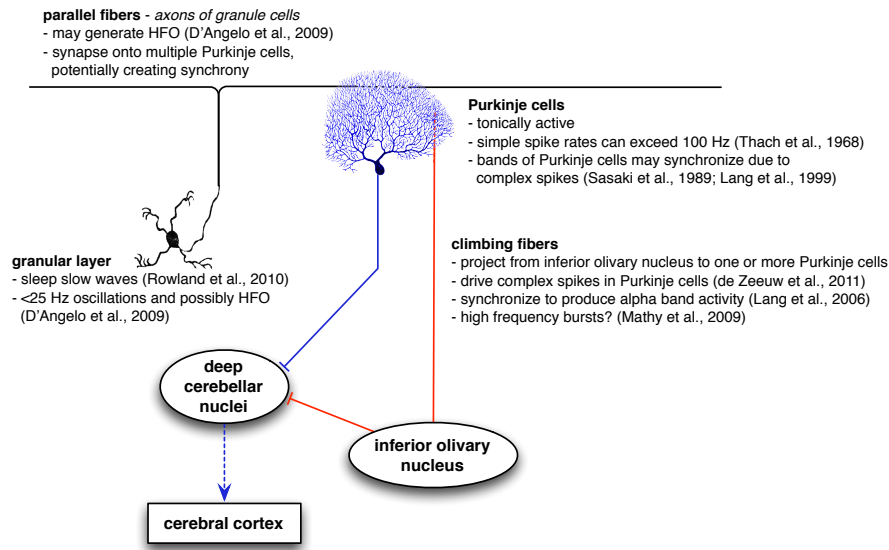 parallel fibers - axons of granule cells
- may generate HFO (D'Angelo et al., 2009)
- synapse onto multiple Purkinje cells,
potentially creating synchrony
Purkinje cells
- tonically active
- simple spike rates can exceed 100 Hz (Thach et al., 1968)
- bands of Purkinje cells may synchronize due to
complex spikes (Sasaki et al., 1989; Lang et al., 1999)
granular layer
- sleep slow waves (Rowland et al., 2010)
- <25 Hz oscillations and possibly HFO
(D'Angelo et al., 2009)
climbing fibers
- project from inferior olivary nucleus to one or more Purkinje cells
- drive complex spikes in Purkinje cells (de Zeeuw et al., 2011)
- synchronize to produce alpha band activity (Lang et al., 2006)
- high frequency bursts? (Mathy et al., 2009)
deep
cerebellar
nuclei
inferior olivary
nucleus
cerebral cortex